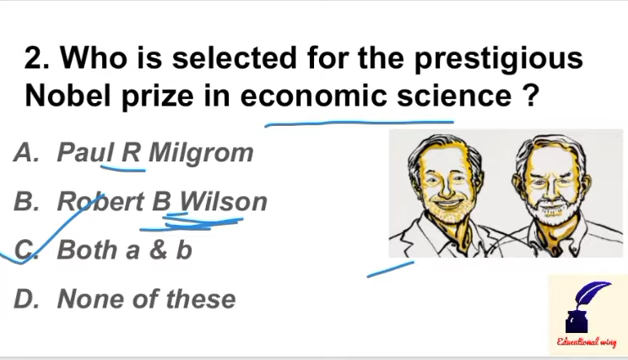 2. Who is selected for the prestigious
Nobel prize in economic science ?
A. Paul R Milgrom
B. Robert B Wilson
C. Both a & b
D. None of these
Educational wing